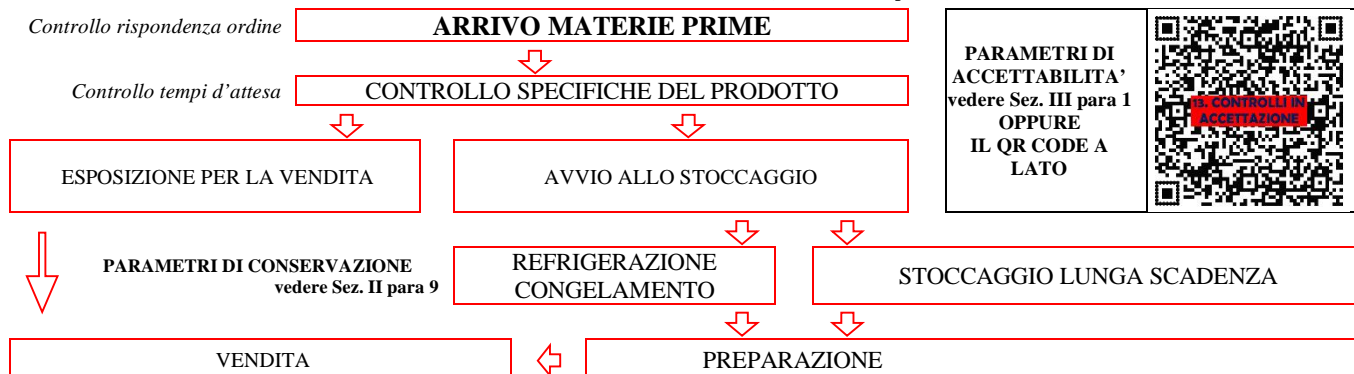 Controllo rispondenza ordine
ARRIVO MATERIE PRIME
Controllo tempi d'attesa
CONTROLLO SPECIFICHE DEL PRODOTTO
PARAMETRI DI
ACCETTABILITA'
vedere Sez. III para 1
OPPURE
IL QR CODE A
LATO
13. CONTROLLI IN
ACCETTAZIONE
ESPOSIZIONE PER LA VENDITA
AVVIO ALLO STOCCAGGIO
PARAMETRI DI CONSERVAZIONE
vedere Sez. II para 9
REFRIGERAZIONE
CONGELAMENTO
STOCCAGGIO LUNGA SCADENZA
VENDITA
PREPARAZIONE